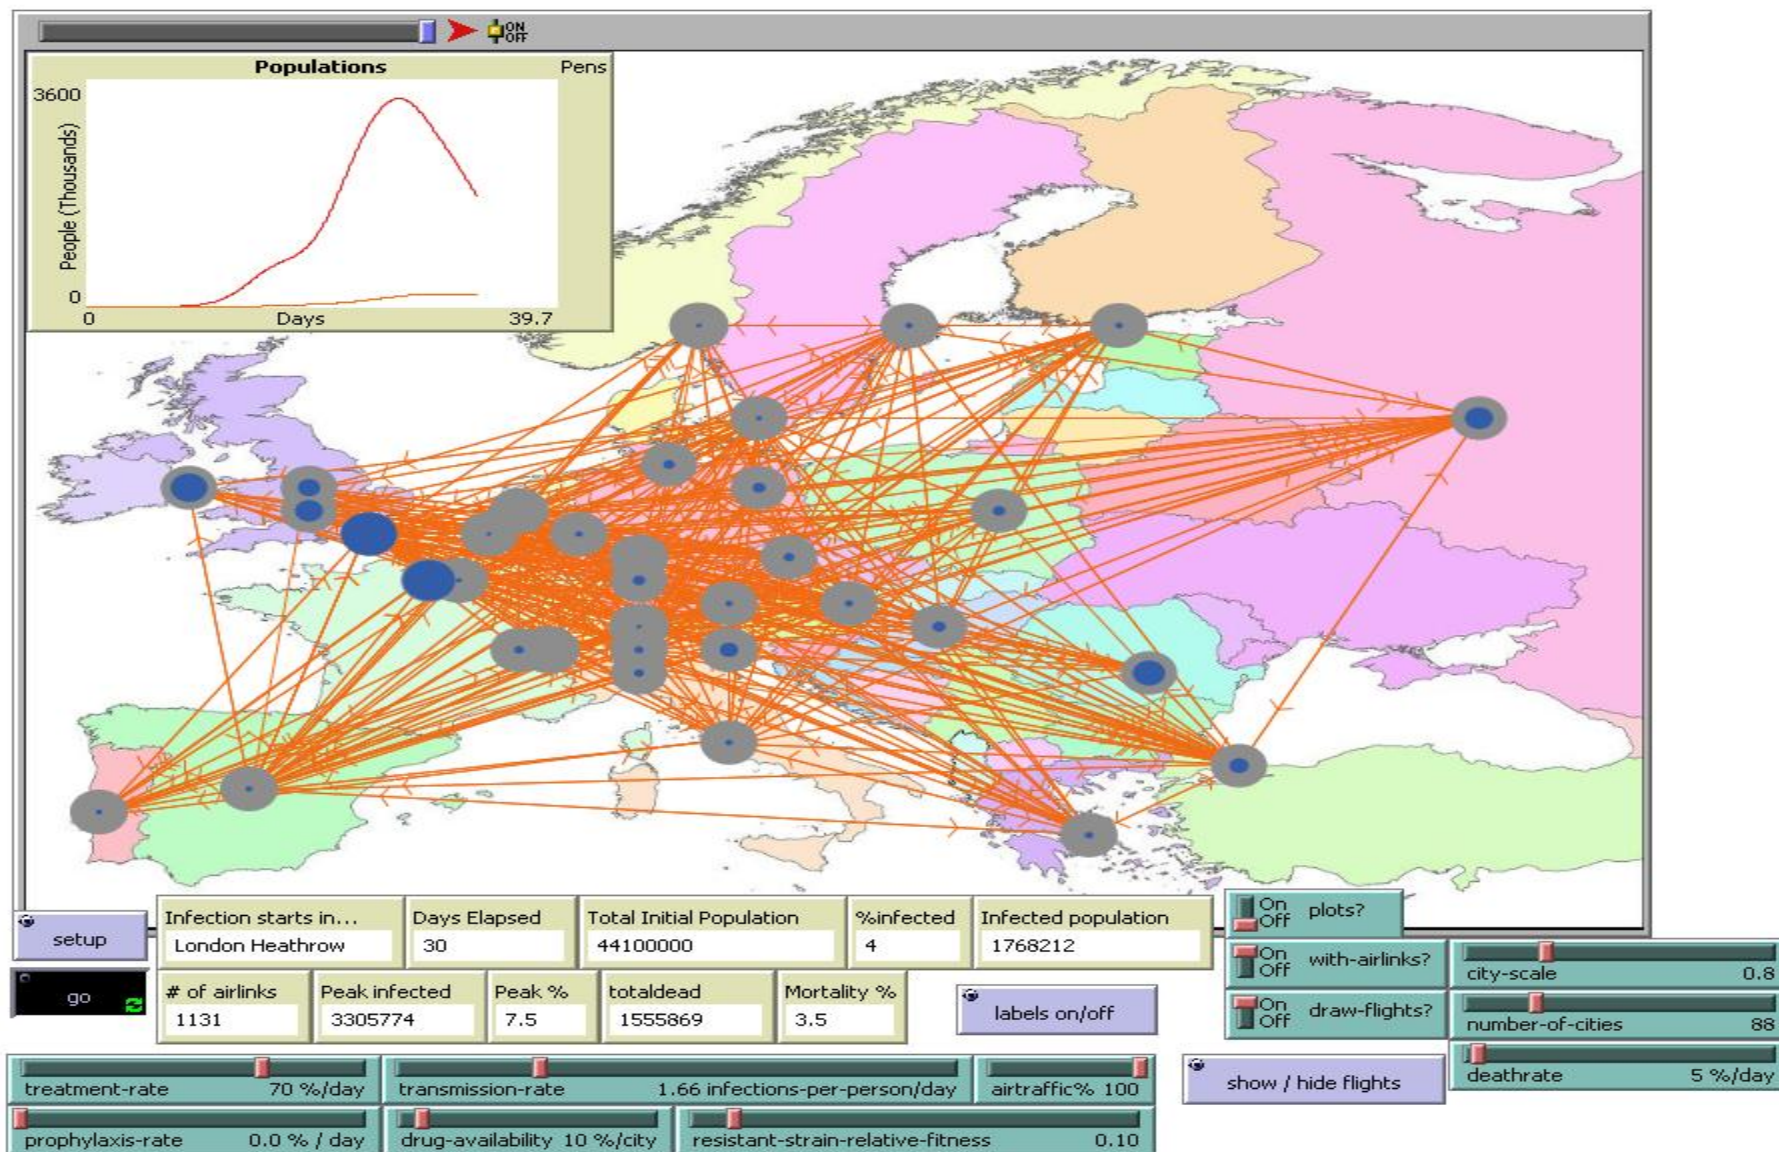 ON
OFF
Populations
Pens
3600
People (Thousands)
0
0
Days
39.7
setup
Infection starts in...
London Heathrow
Days Elapsed
30
Total Initial Population
44100000
%infected
4
Infected population
1768212
On
Off
plots?
go
# of airlinks
1131
Peak infected
3305774
Peak %
7.5
totaldead
1555869
Mortality %
3.5
labels on/off
On
Off
with-airlinks?
city-scale 0.8
On
Off
draw-flights?
number-of-cities 88
treatment-rate 70 %/day
transmission-rate 1.66 infections-per-person/day
airtraffic% 100
show / hide flights
deathrate 5 %/day
prophylaxis-rate 0.0 % / day
drug-availability 10 %/city
resistant-strain-relative-fitness 0.10